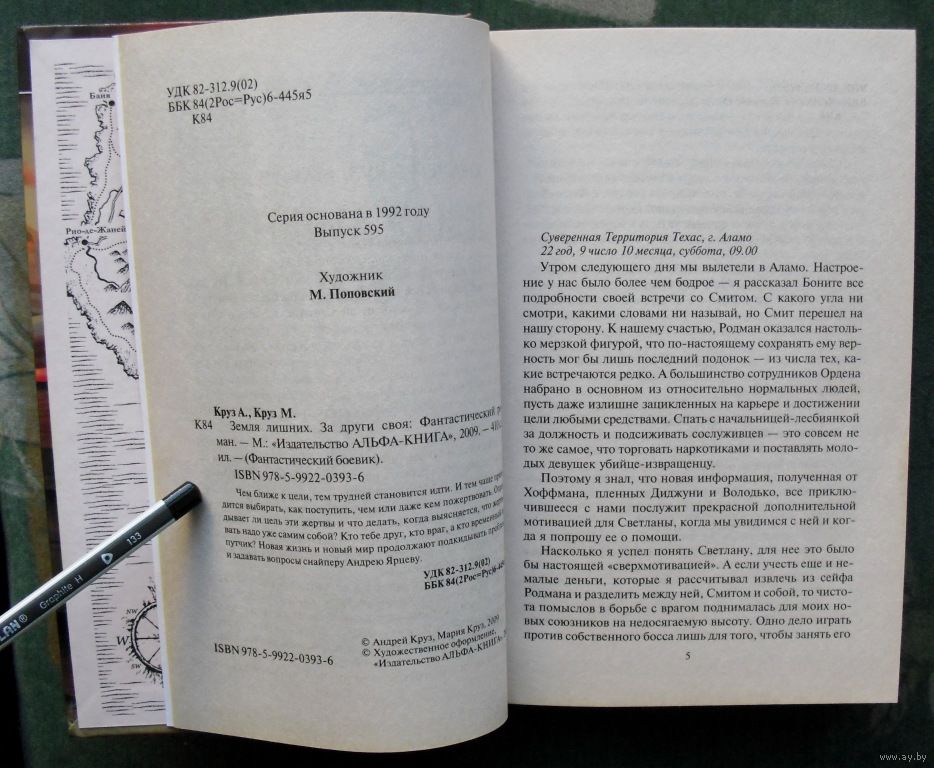 Баия
Рио-де-Жаней
NW
W
SW
LAN® Graphite H 133
УДК 82-312.9(02)
ББК 84(2Рос=Рус)6-445я5
К84
Серия основана в 1992 году
Выпуск 595
Художник
М. Поповский
Круз А., Круз М.
К84 Земля лишних. За други своя: Фантастический
ман. — М.: «Издательство АЛЬФА-КНИГА», 2009. —
ил. — (Фантастический боевик).
ISBN 978-5-9922-0393-6
Чем ближе к цели, тем трудней становится идти. И тем чаще
дится выбирать, как поступить, чем или даже кем пожертвовать.
дывает ли цель эти жертвы и что делать, когда выясняется, что
вать надо уже самим собой? Кто тебе друг, кто враг, а кто временный
путчик? Новая жизнь и новый мир продолжают подкидывать
и задавать вопросы снайперу Андрею Ярцеву.
УДК 82-312.9(02)
ББК 84(2Рос=Рус)
© Андрей Круз, Мария Круз, 2009
© Художественное оформление,
«Издательство АЛЬФА-КНИГА»
ISBN 978-5-9922-0393-6
Суверенная Территория Техас, г. Аламо
22 год, 9 число 10 месяца, суббота, 09.00
Утром следующего дня мы вылетели в Аламо. Настрое-
ние у нас было более чем бодрое — я рассказал Боните все
подробности своей встречи со Смитом. С какого угла ни
смотри, какими словами ни называй, но Смит перешел на
нашу сторону. К нашему счастью, Родман оказался настоль-
ко мерзкой фигурой, что по-настоящему сохранять ему вер-
ность мог бы лишь последний подонок — из числа тех, ка-
кие встречаются редко. А большинство сотрудников Ордена
набрано в основном из относительно нормальных людей,
пусть даже излишне зацикленных на карьере и достижении
цели любыми средствами. Спать с начальницей-лесбиянкой
за должность и подсиживать сослуживцев — это совсем не
то же самое, что торговать наркотиками и поставлять моло-
дых девушек убийце-извращенцу.
Поэтому я знал, что новая информация, полученная от
Хоффмана, пленных Диджуни и Володько, все приклю-
чившееся с нами послужит прекрасной дополнительной
мотивацией для Светланы, когда мы увидимся с ней и ког-
да я попрошу ее о помощи.
Насколько я успел понять Светлану, для нее это было
бы настоящей «сверхмотивацией». А если учесть еще и не-
малые деньги, которые я рассчитывал извлечь из сейфа
Родмана и разделить между ней, Смитом и собой, то чисто-
та помыслов в борьбе с врагом поднималась для моих но-
вых союзников на недосягаемую высоту. Одно дело играть
против собственного босса лишь для того, чтобы занять его
5
www.ay.by